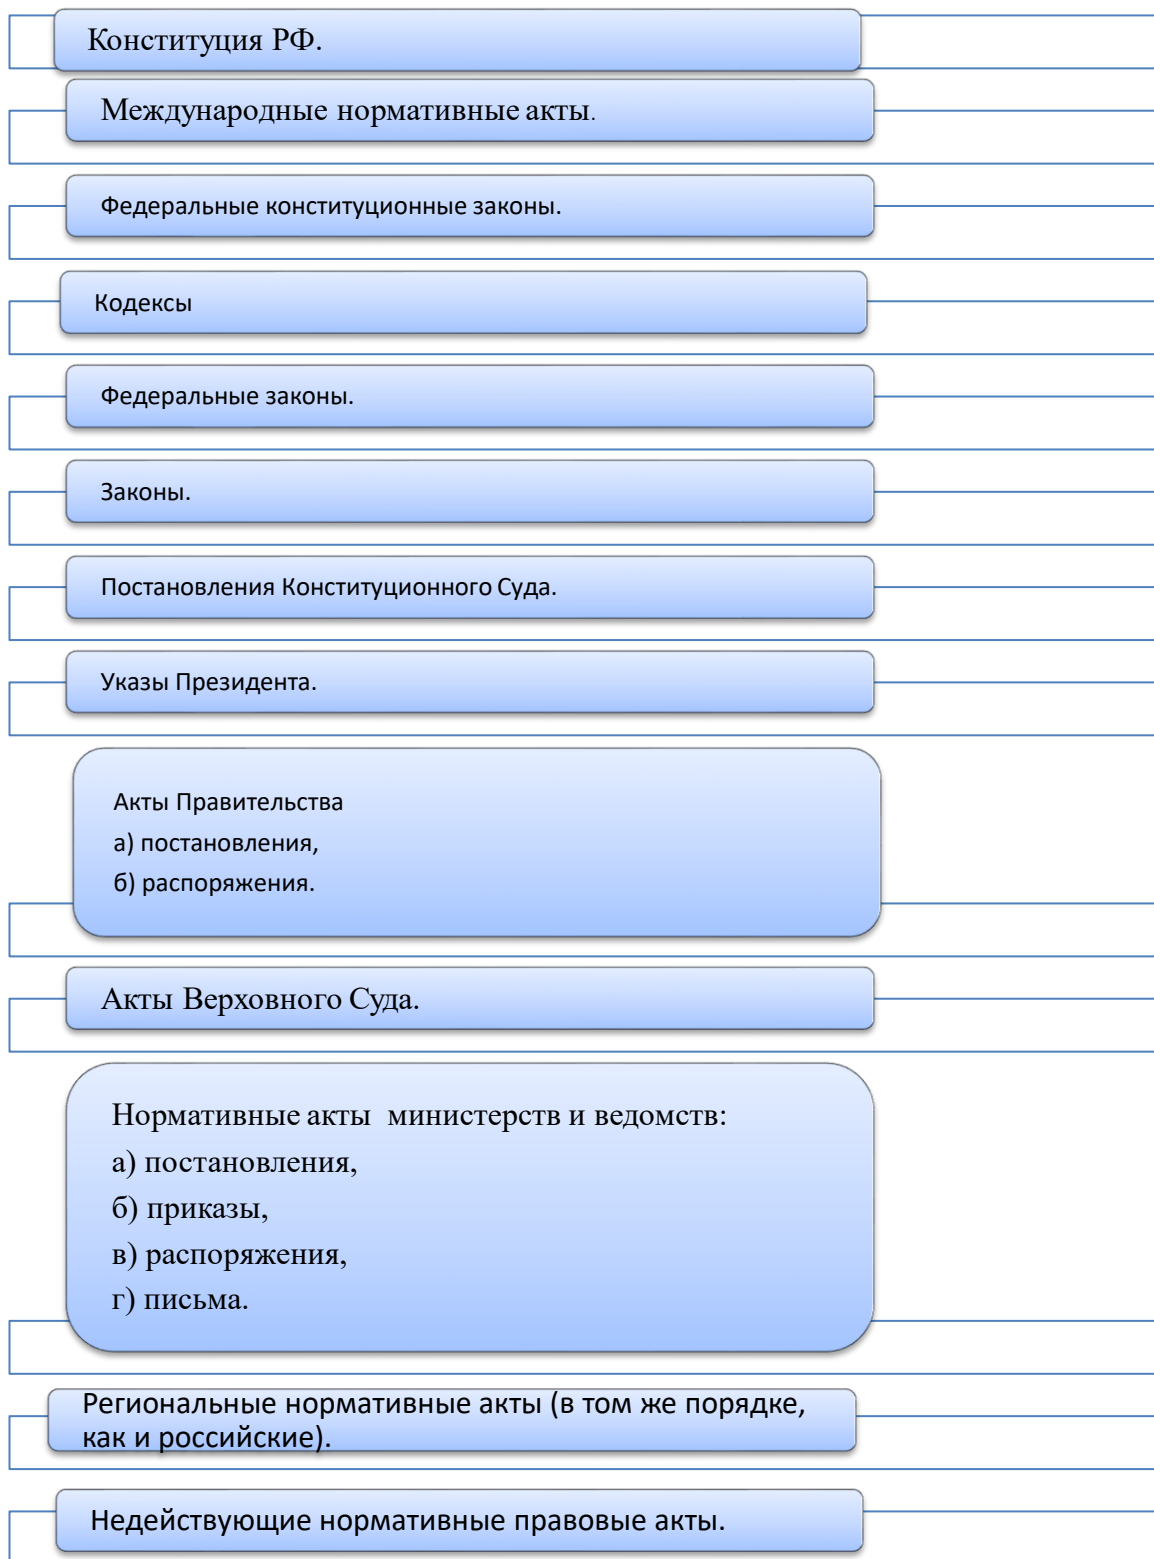 Конституция РФ.
Международные нормативные акты.
Федеральные конституционные законы.
Кодексы
Федеральные законы.
Законы.
Постановления Конституционного Суда.
Указы Президента.
Акты Правительства
а) постановления,
б) распоряжения.
Акты Верховного Суда.
Нормативные акты  министерств и ведомств:
а) постановления,
б) приказы,
в) распоряжения,
г) письма.
Региональные нормативные акты (в том же порядке,
как и российские).
Недействующие нормативные правовые акты.